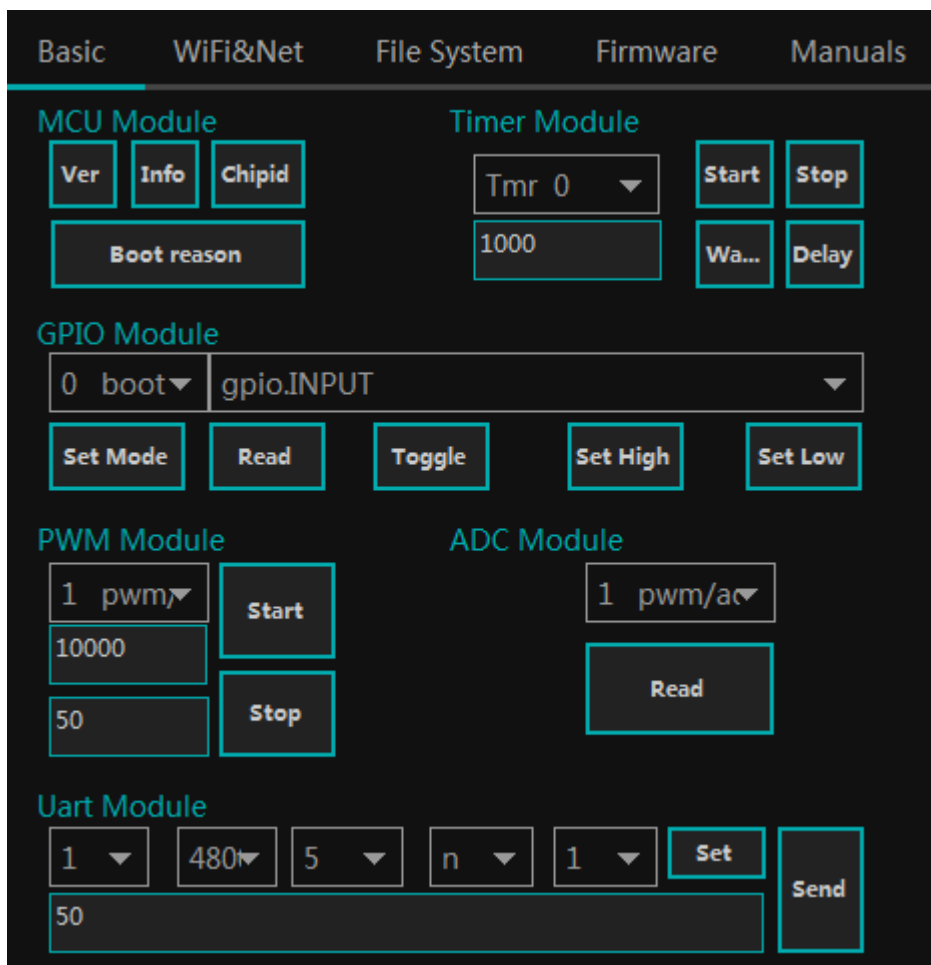 Basic WiFi&Net File System Firmware Manuals
MCU Module
Ver Info Chipid
Boot reason
Timer Module
Tmr 0 Start Stop
1000 Wa... Delay
GPIO Module
0 boot gpio.INPUT
Set Mode Read Toggle Set High Set Low
PWM Module
1 pwm/ Start
10000
50 Stop
ADC Module
1 pwm/a
Read
Uart Module
1 480 5 n 1 Set
50 Send